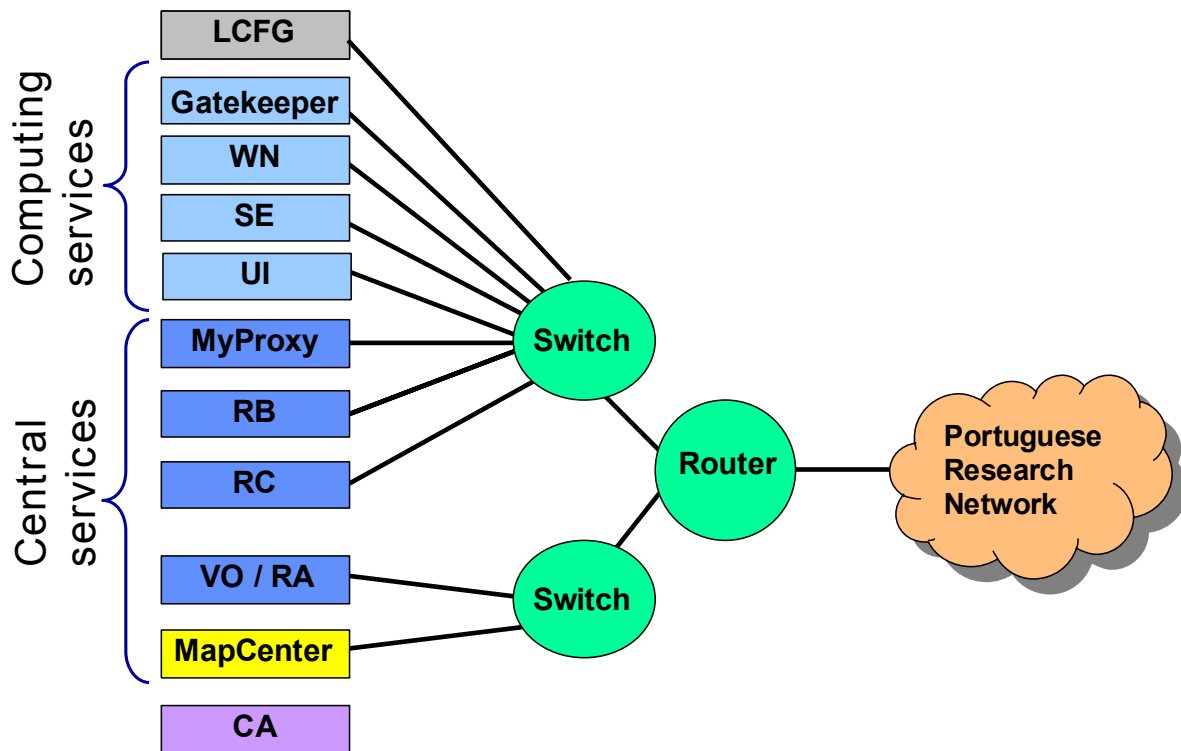 LCFG
Computing
services
Gatekeeper
WN
SE
UI
Central
services
MyProxy
RB
RC
VO / RA
MapCenter
CA
Switch
Switch
Router
Portuguese
Research
Network